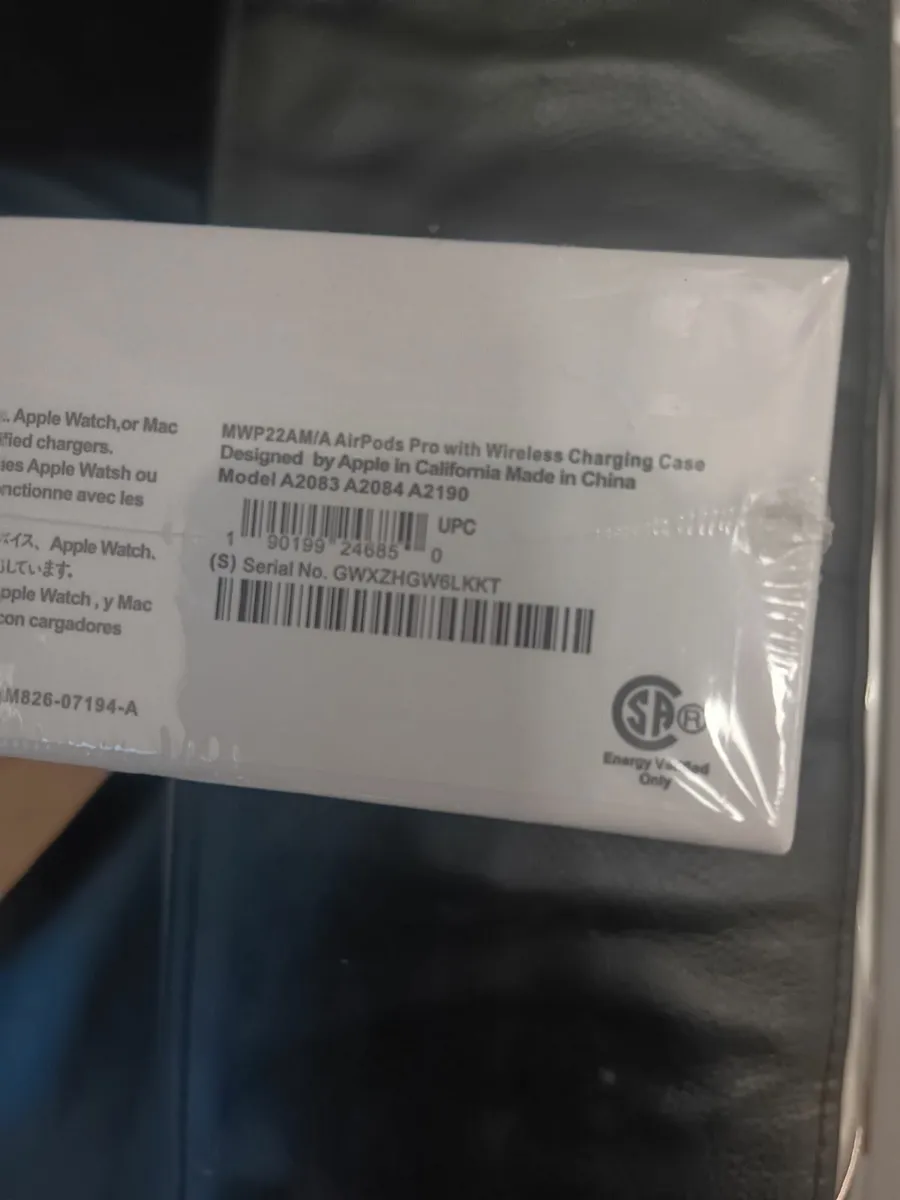 Apple Watch,or Mac
ified chargers.
ies Apple Watsh ou
onctionne avec les
バイス、Apple Watch、
しています。
pple Watch , y Mac
con cargadores
M826-07194-A
MWP22AM/A AirPods Pro with Wireless Charging Case
Designed by Apple in California Made in China
Model A2083 A2084 A2190
UPC
1 90199 24685 0
(S) Serial No. GWXZHGW6LKKT
SA ®
Energy Verified
Only